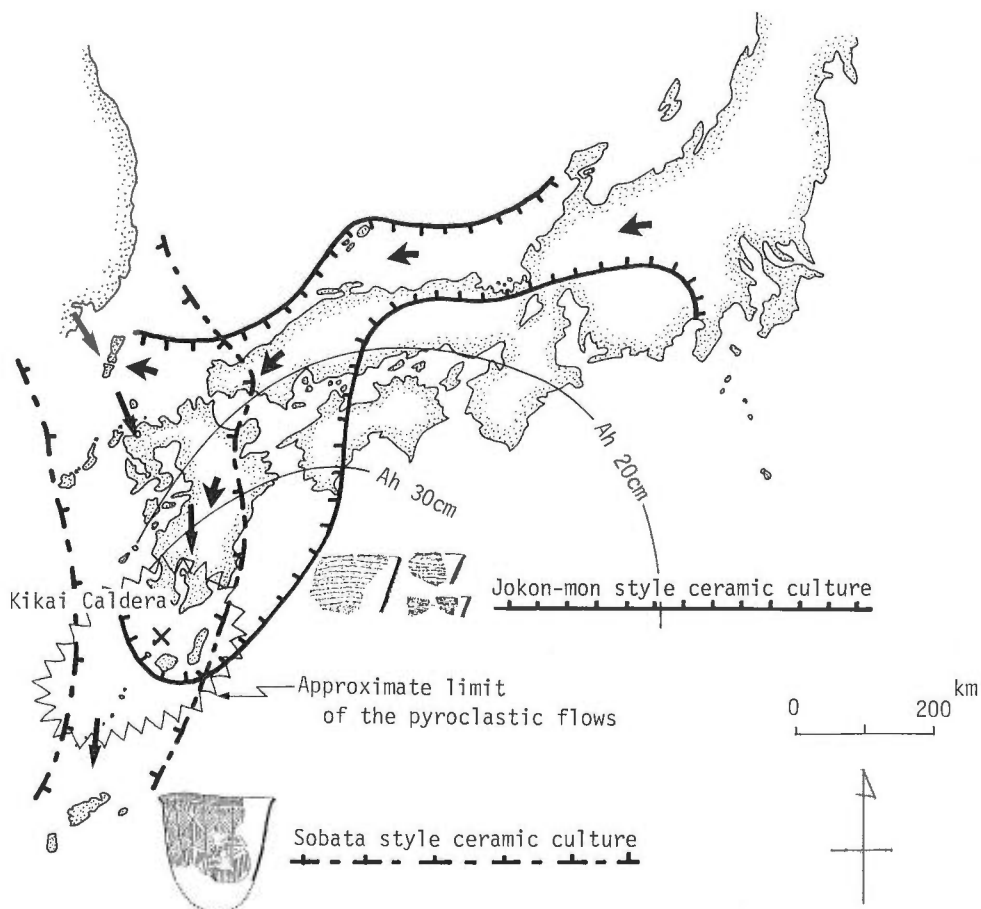 Ah 20cm
Ah 30cm
Kikai Caldera
Jokon-mon style ceramic culture
Approximate limit
of the pyroclastic flows
km
0 200
Sobata style ceramic culture